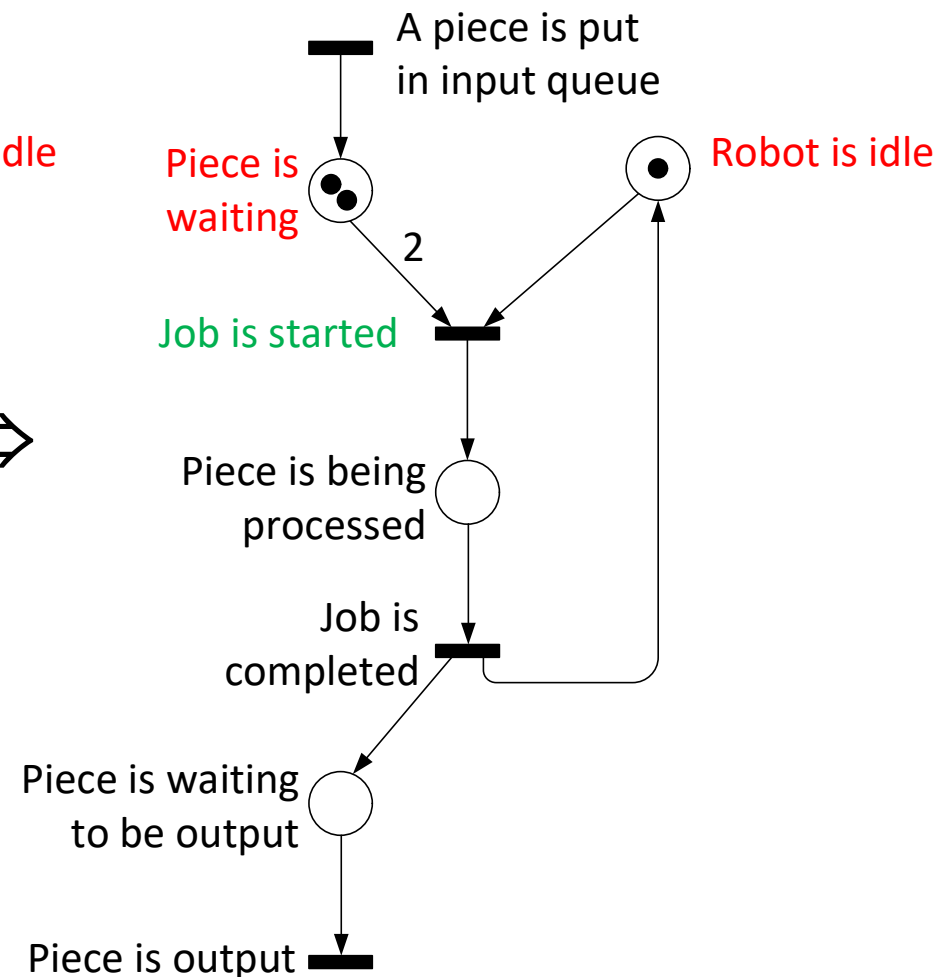 A piece is put
in input queue
dle
Piece is
waiting
Robot is idle
2
Job is started
Piece is being
processed
Job is
completed
Piece is waiting
to be output
Piece is output